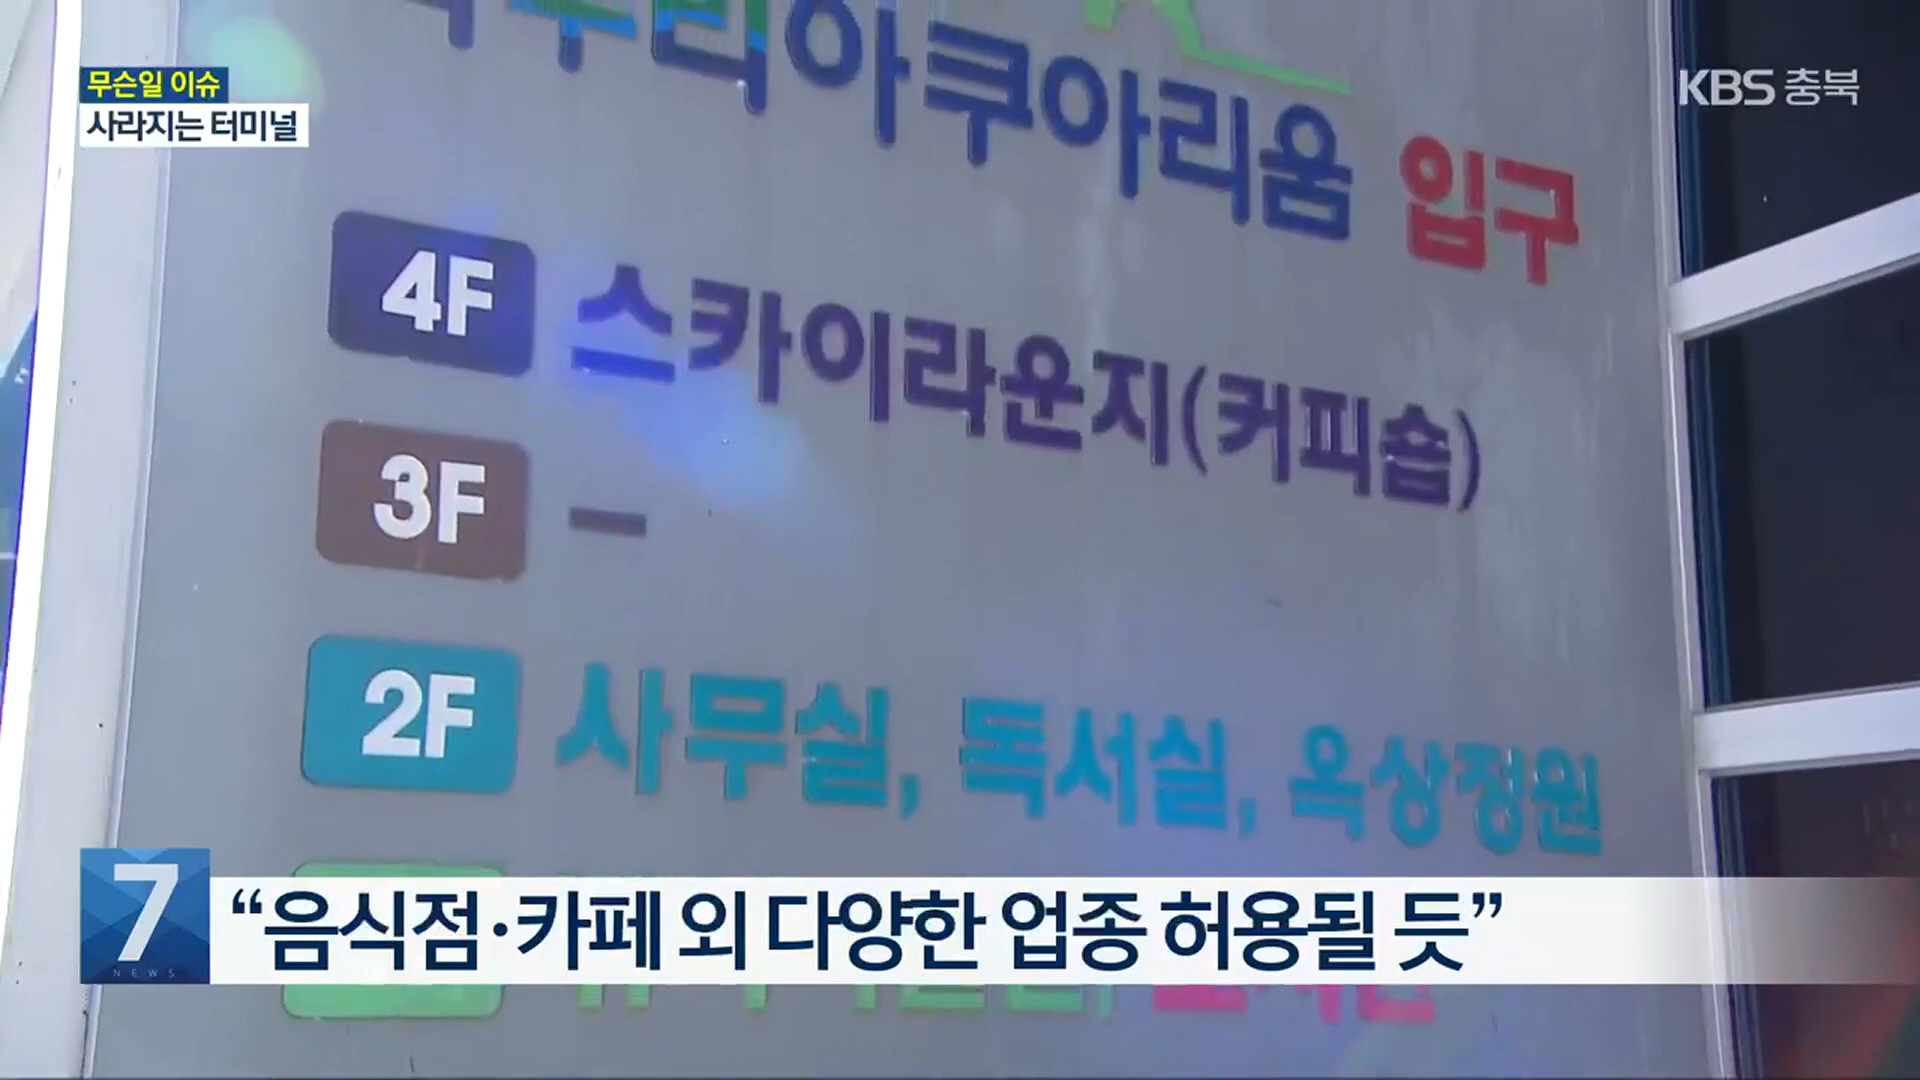 무슨일 이슈
사라지는 터미널
KBS 충북
아쿠아리움 입구
4F 스카이라운지(커피숍)
3F –
2F 사무실, 독서실, 옥상정원
7 NEWS
“음식점·카페 외 다양한 업종 허용될 듯”